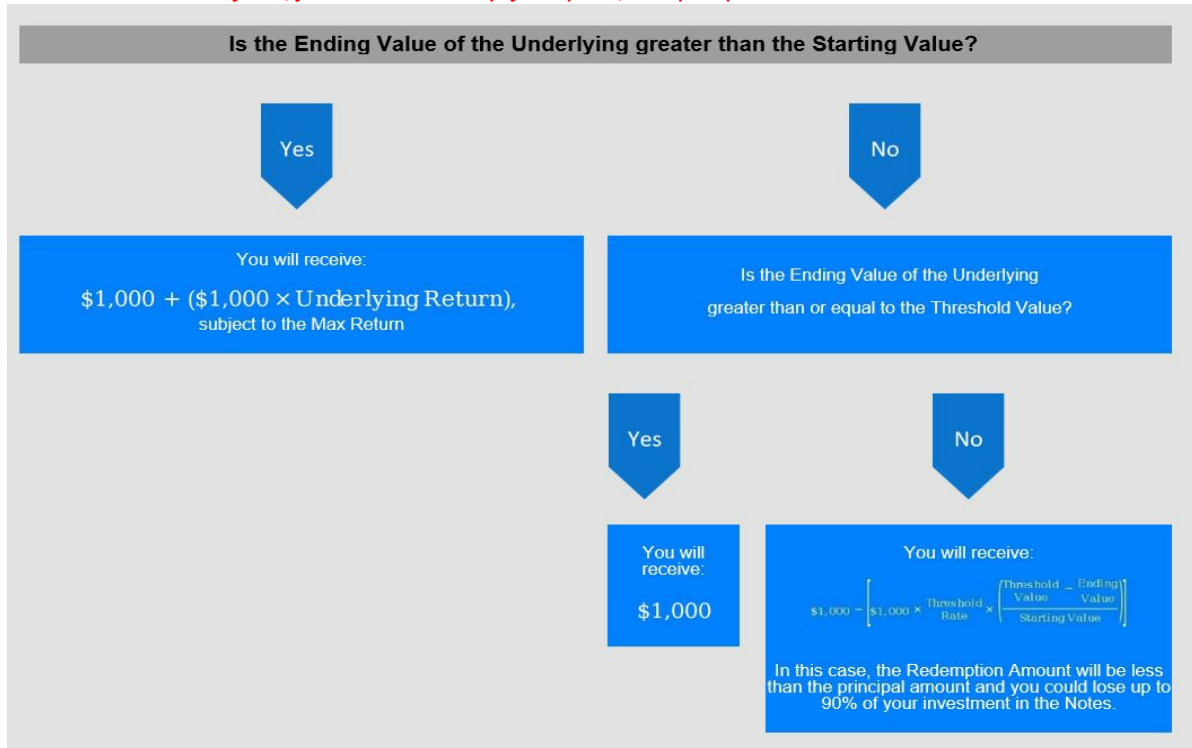 Is the Ending Value of the Underlying greater than the Starting Value?
Yes
No
You will receive:
$1,000 + ($1,000 × Underlying Return),
subject to the Max Return
Is the Ending Value of the Underlying
greater than or equal to the Threshold Value?
Yes
No
You will
receive:
$1,000
You will receive:
$1,000 − [$1,000 × Threshold Rate × ((Threshold Value − Ending Value) / Starting Value)]
In this case, the Redemption Amount will be less
than the principal amount and you could lose up to
90% of your investment in the Notes.